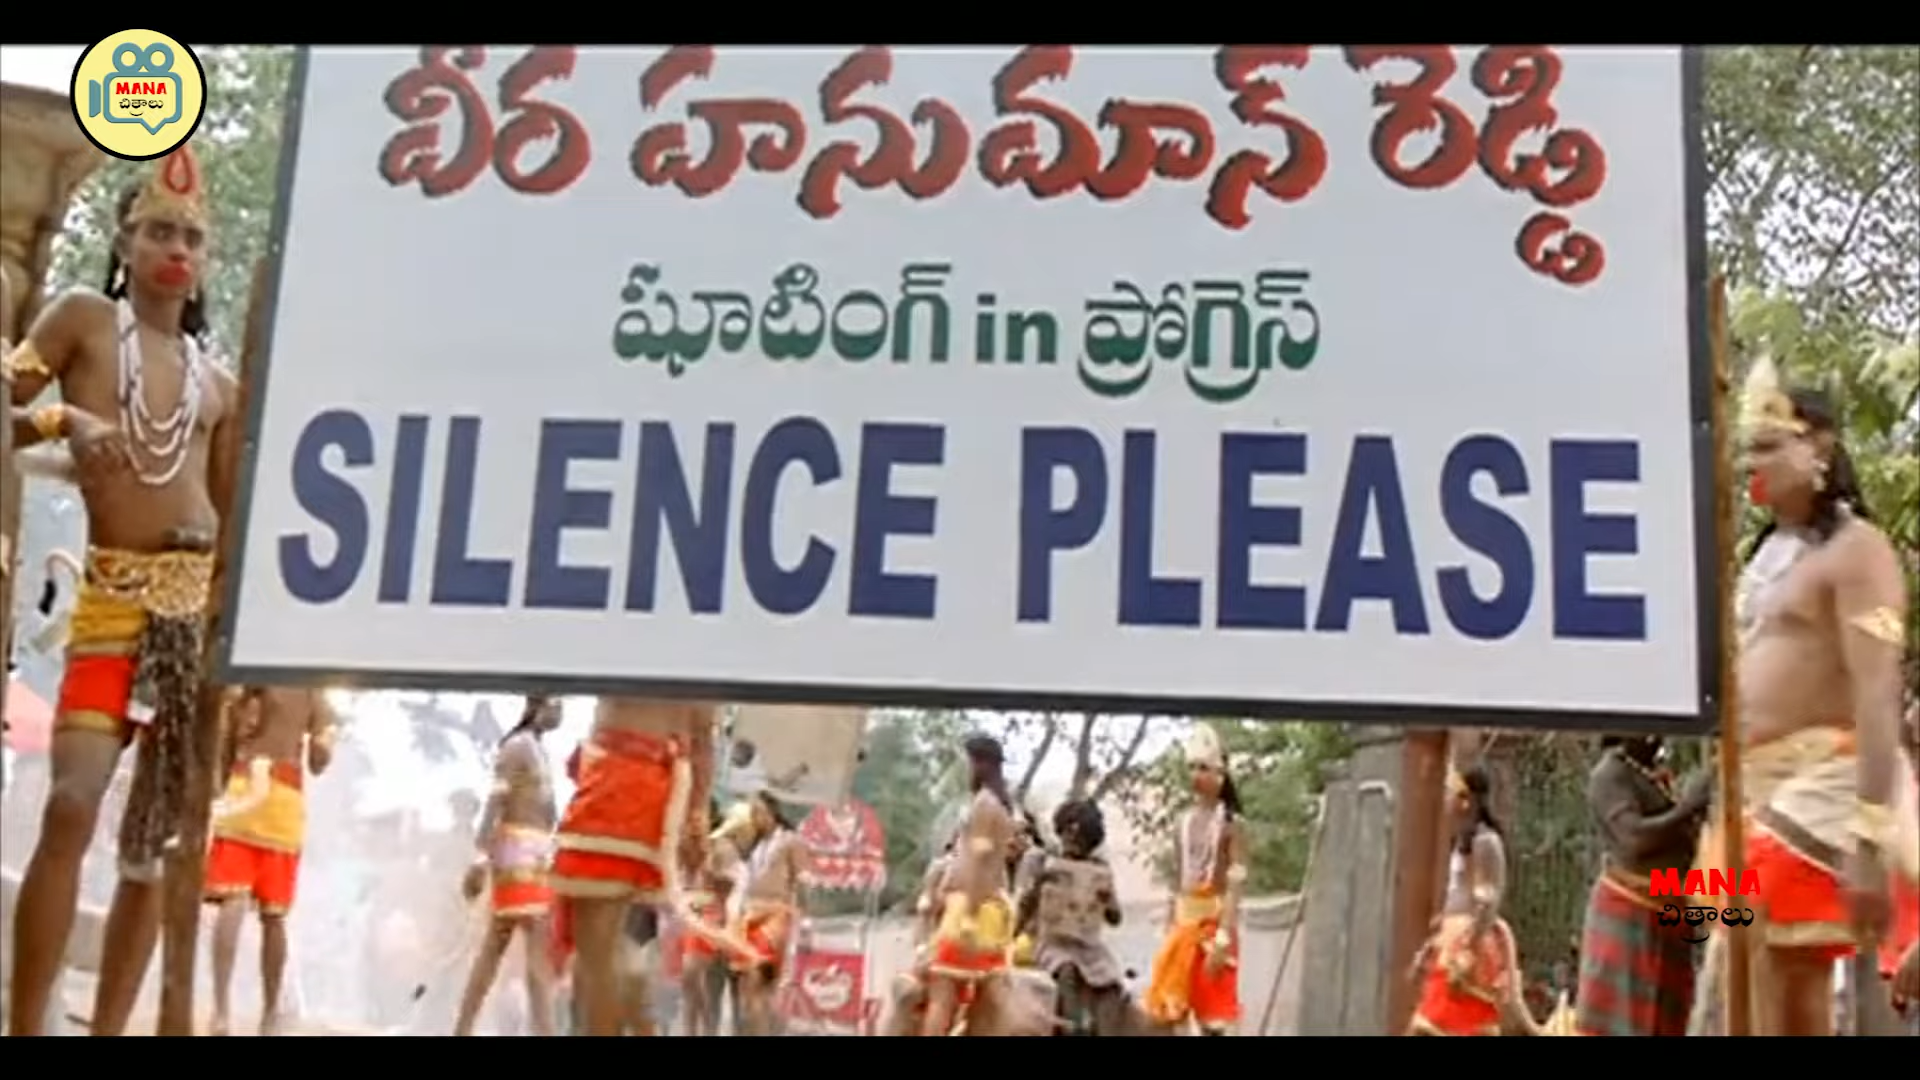 MANA
చిత్రాలు
వీర హనుమాన్ రెడ్డి
షూటింగ్ in ప్రోగ్రెస్
SILENCE PLEASE
MANA
చిత్రాలు